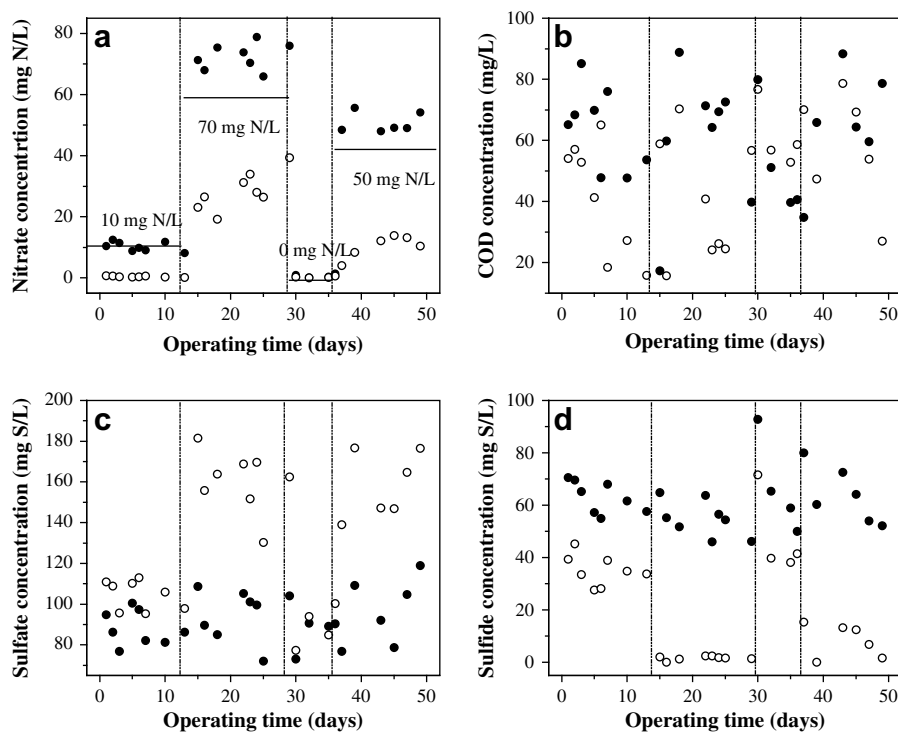 a
Nitrate concentrtion (mg N/L)
80
60
40
20
0
70 mg N/L
50 mg N/L
10 mg N/L
0 mg N/L
0 10 20 30 40 50
Operating time (days)
b
COD concentration (mg/L)
100
80
60
40
20
0 10 20 30 40 50
Operating time (days)
c
Sulfate concentration (mg S/L)
200
180
160
140
120
100
80
60
0 10 20 30 40 50
Operating time (days)
d
Sulfide concentration (mg S/L)
100
80
60
40
20
0
0 10 20 30 40 50
Operating time (days)